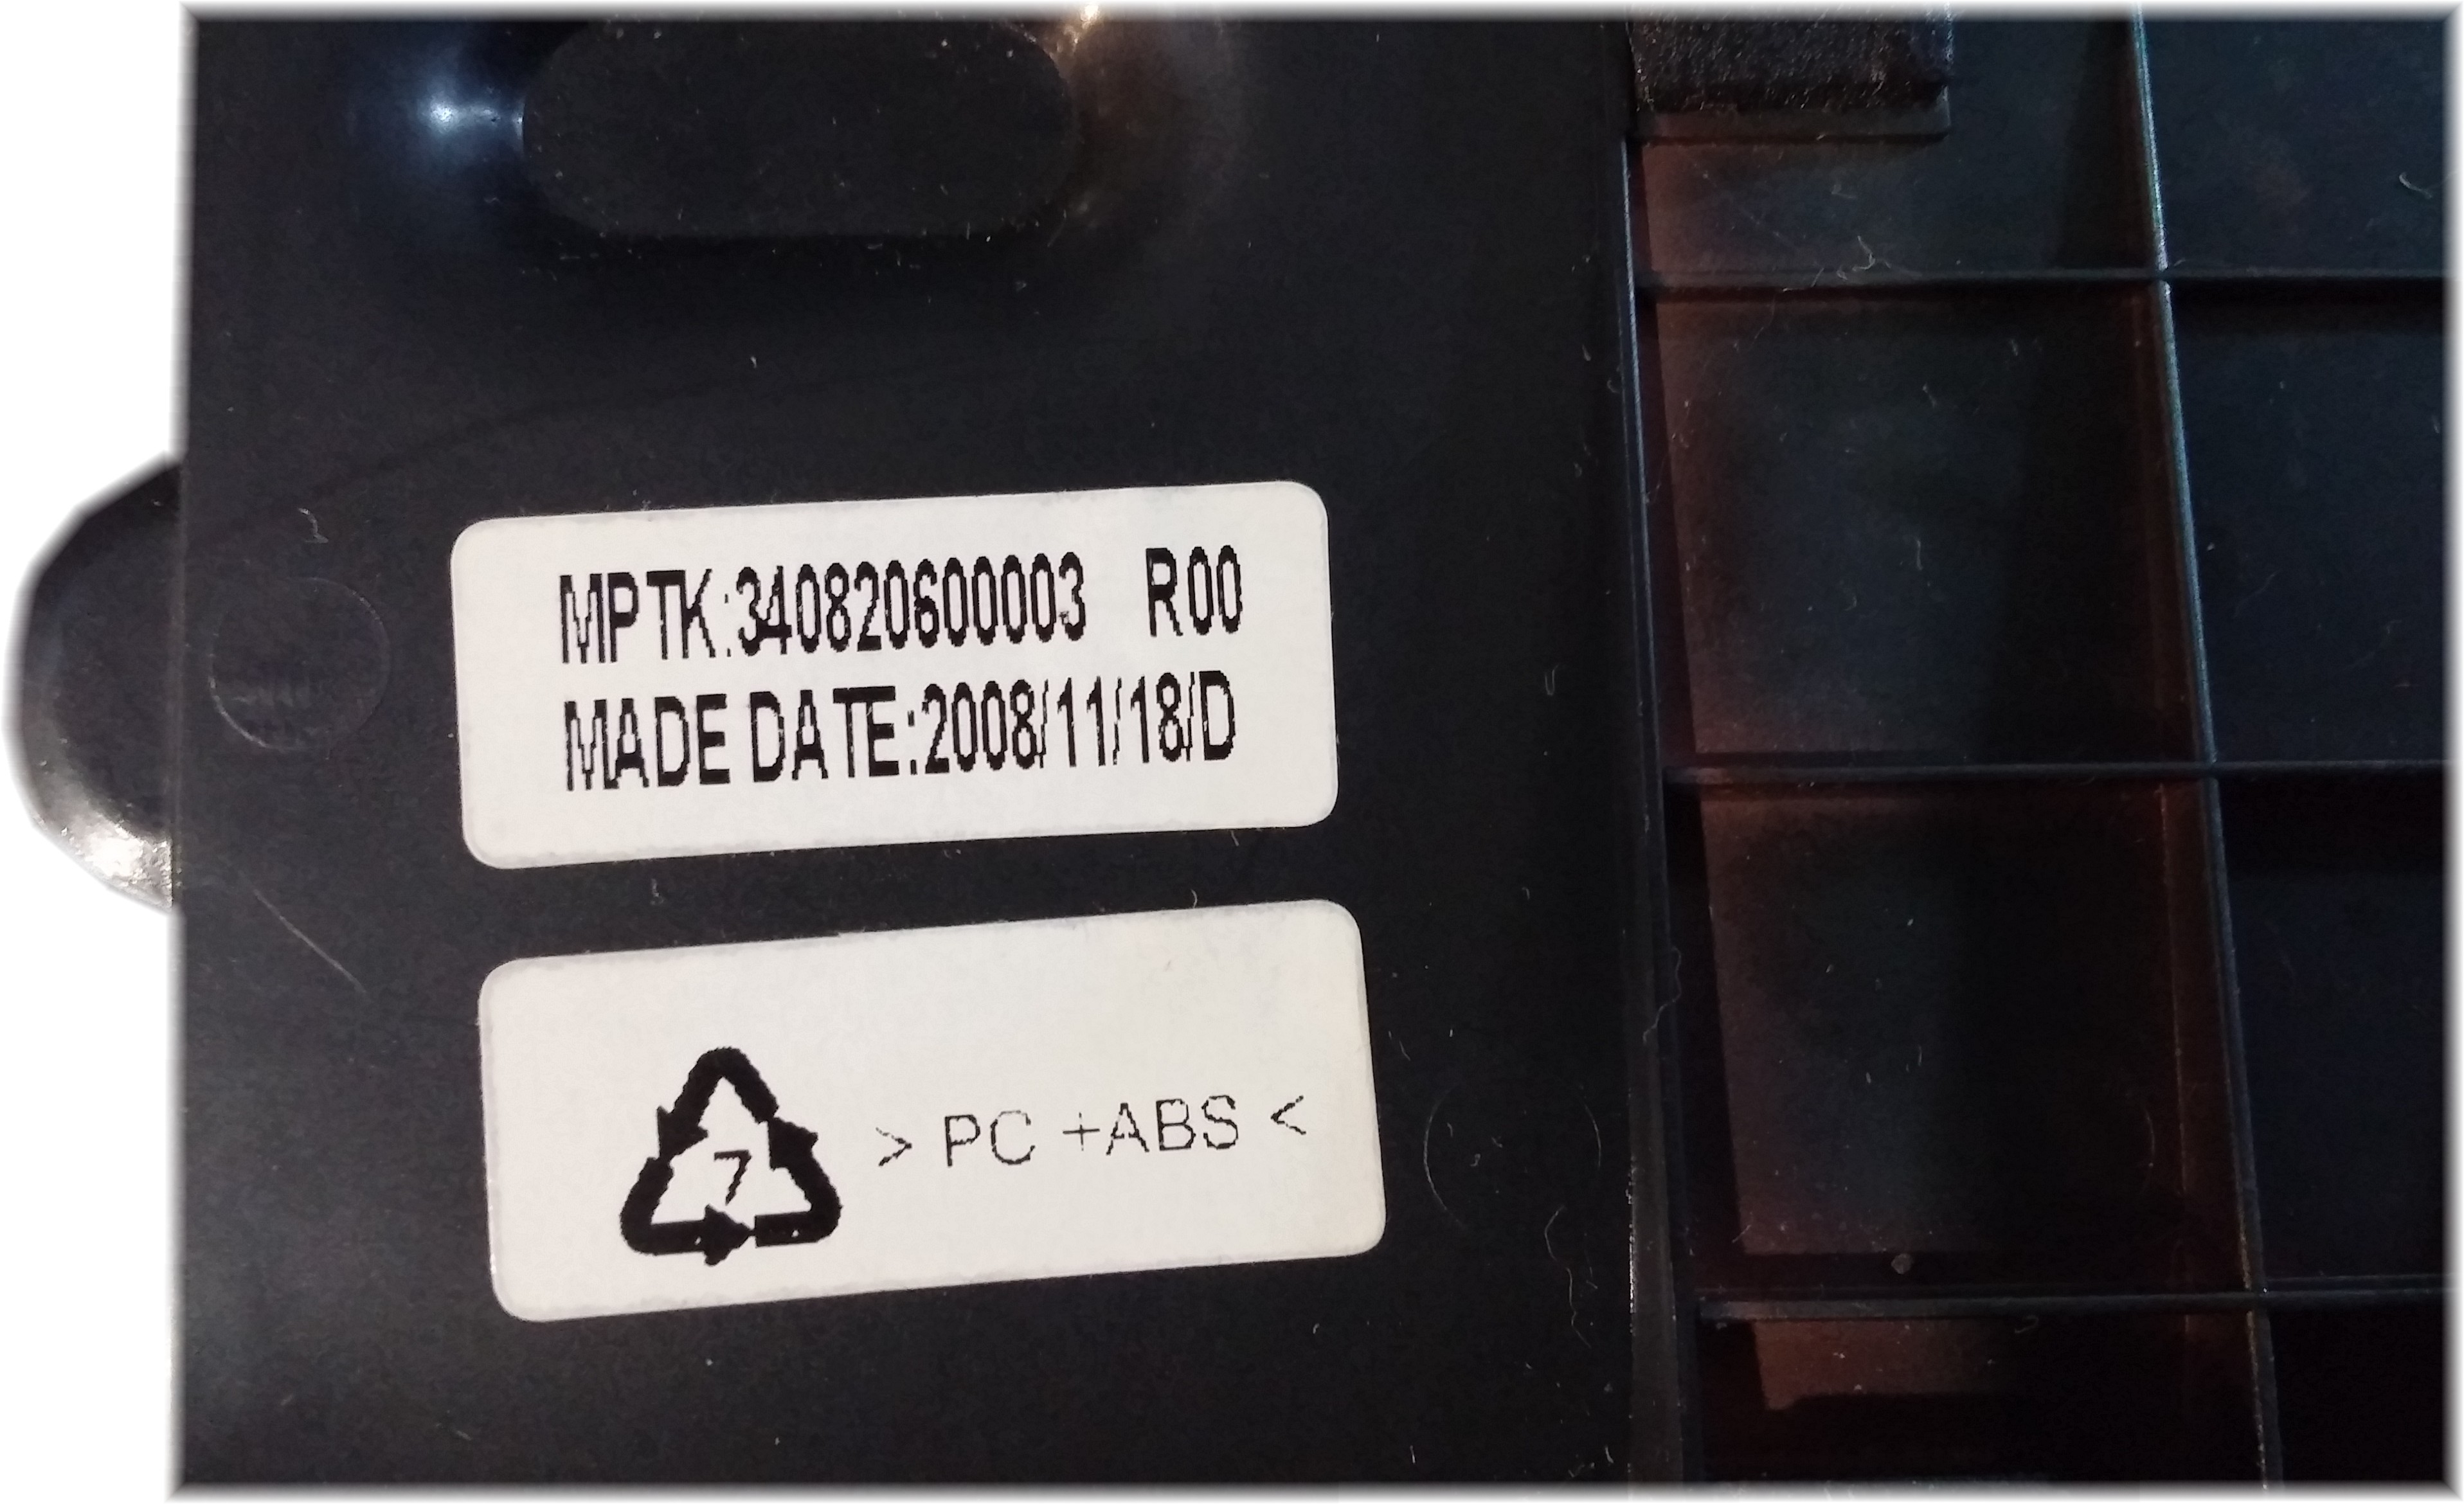 MPTK:340820600003 R00
MADE DATE:2008/11/18/D
7 > PC +ABS <